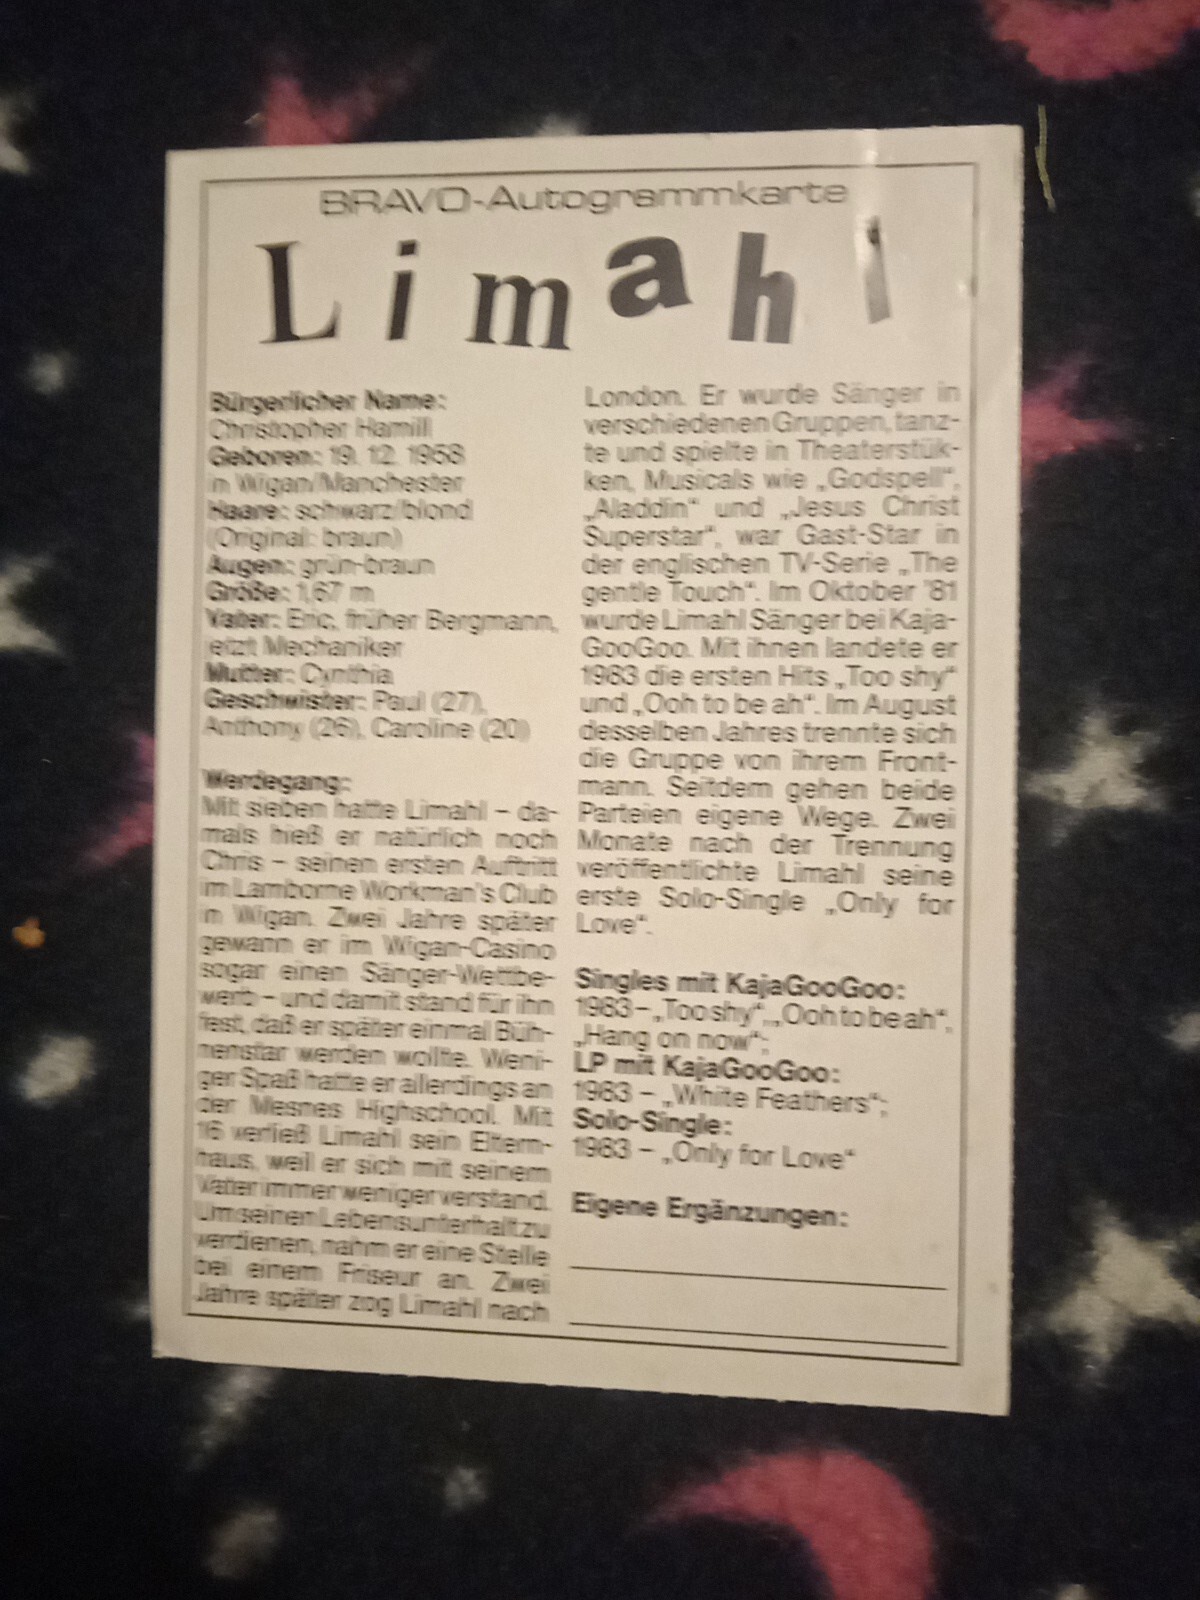 BRAVO-Autogrammkarte
Limahl
Bürgerlicher Name:
Christopher Hamill
Geboren: 19. 12. 1958
in Wigan/Manchester
Haare: schwarz/blond
(Original: braun)
Augen: grün-braun
Größe: 1,67 m
Vater: Eric, früher Bergmann,
jetzt Mechaniker
Mutter: Cynthia
Geschwister: Paul (27),
Anthony (26), Caroline (20)
Werdegang:
Mit sieben hatte Limahl – da-
mals hieß er natürlich noch
Chris – seinen ersten Auftritt
im Lamborne Workman's Club
in Wigan. Zwei Jahre später
gewann er im Wigan-Casino
sogar einen Sänger-Wettbe-
werb – und damit stand für ihn
fest, daß er später einmal Büh-
nenstar werden wollte. Weni-
ger Spaß hatte er allerdings an
der Mesnes Highschool. Mit
16 verließ Limahl sein Eltern-
haus, weil er sich mit seinem
Vater immer weniger verstand.
Um seinen Lebensunterhalt zu
verdienen, nahm er eine Stelle
bei einem Friseur an. Zwei
Jahre später zog Limahl nach
London. Er wurde Sänger in
verschiedenen Gruppen, tanz-
te und spielte in Theaterstük-
ken, Musicals wie „Godspell“,
„Aladdin“ und „Jesus Christ
Superstar“, war Gast-Star in
der englischen TV-Serie „The
gentle Touch“. Im Oktober '81
wurde Limahl Sänger bei Kaja-
GooGoo. Mit ihnen landete er
1983 die ersten Hits „Too shy“
und „Ooh to be ah“. Im August
desselben Jahres trennte sich
die Gruppe von ihrem Front-
mann. Seitdem gehen beide
Parteien eigene Wege. Zwei
Monate nach der Trennung
veröffentlichte Limahl seine
erste Solo-Single „Only for
Love“.
Singles mit KajaGooGoo:
1983 – „Too shy“, „Ooh to be ah“,
„Hang on now“;
LP mit KajaGooGoo:
1983 – „White Feathers“;
Solo-Single:
1983 – „Only for Love“
Eigene Ergänzungen: